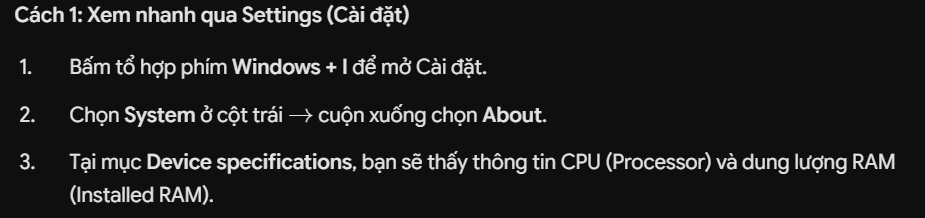 Cách 1: Xem nhanh qua Settings (Cài đặt)
1. Bấm tổ hợp phím Windows + I để mở Cài đặt.
2. Chọn System ở cột trái → cuộn xuống chọn About.
3. Tại mục Device specifications, bạn sẽ thấy thông tin CPU (Processor) và dung lượng RAM
(Installed RAM).